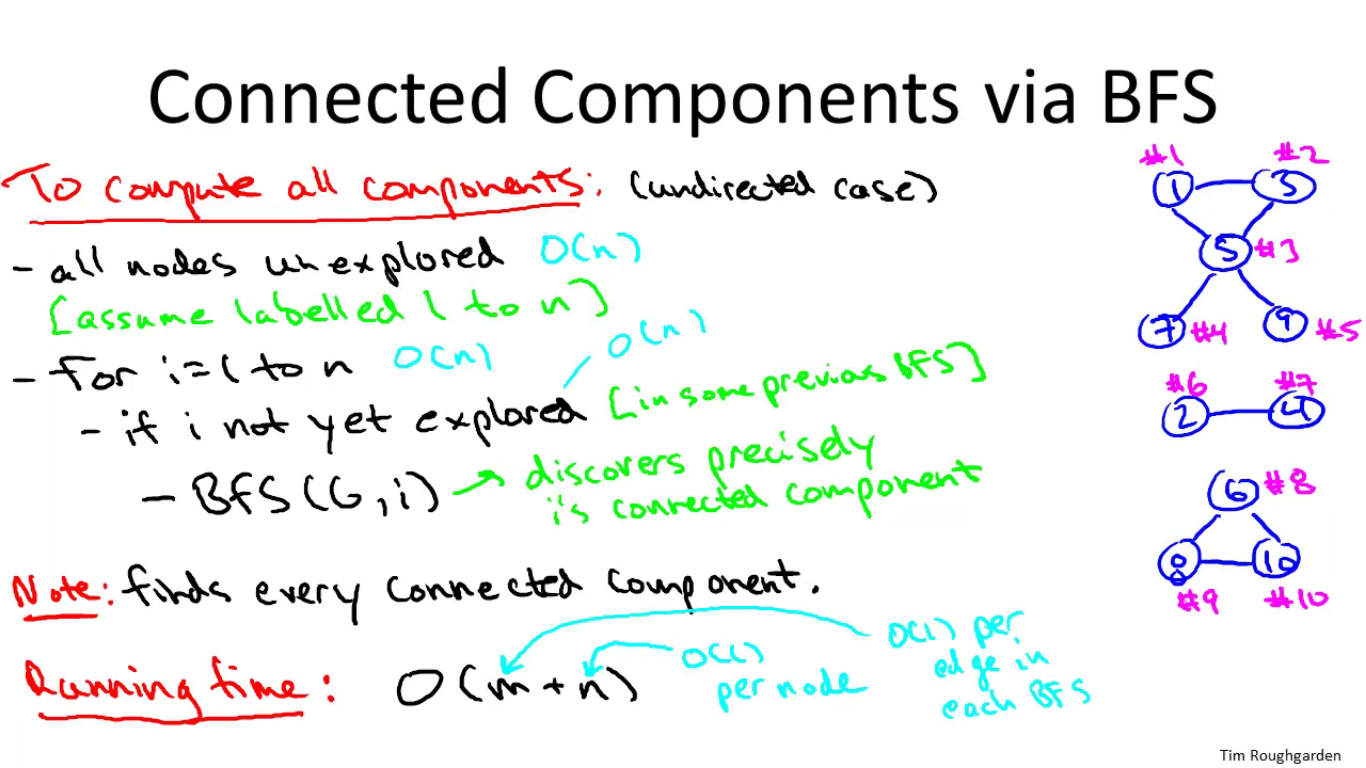 Connected Components via BFS
To compute all components: (undirected case)
- all nodes unexplored O(n)
[assume labelled 1 to n]
- for i=1 to n O(n)
O(n)
- if i not yet explored [in some previous BFS]
- BFS(G,i) → discovers precisely
i's connected component
Note: finds every connected component.
Running time: O(m+n)
O(1)
per node
O(1) per
edge in
each BFS
#1 #2
1 3
5 #3
7 #4 9 #5
#6 #7
2 4
6 #8
8 10
#9 #10
Tim Roughgarden